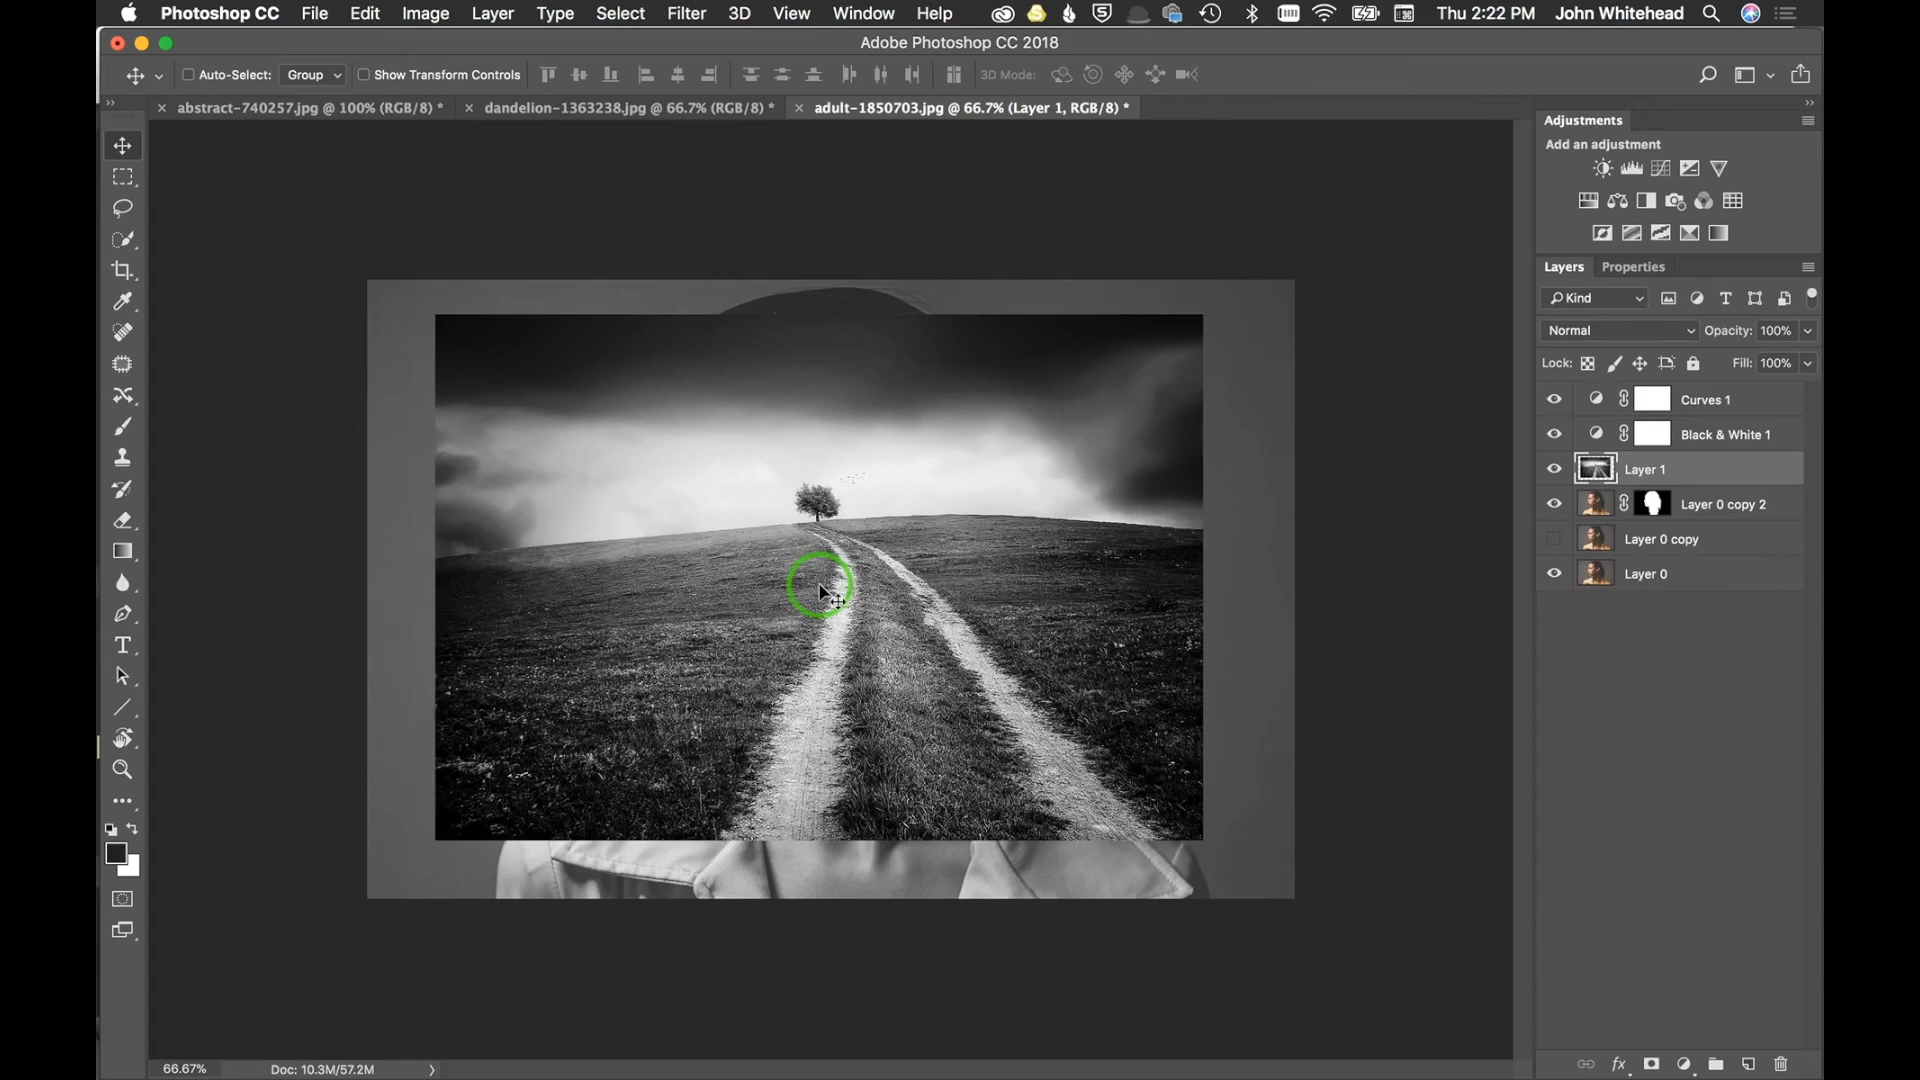 Photoshop CC File Edit Image Layer Type Select Filter 3D View Window Help Thu 2:22 PM John Whitehead
Adobe Photoshop CC 2018
Auto-Select: Group Show Transform Controls 3D Mode:
abstract-740257.jpg @ 100% (RGB/8) * dandelion-1363238.jpg @ 66.7% (RGB/8) * adult-1850703.jpg @ 66.7% (Layer 1, RGB/8) *
Adjustments
Add an adjustment
Layers Properties
Kind
Normal Opacity: 100%
Lock: Fill: 100%
Curves 1
Black & White 1
Layer 1
Layer 0 copy 2
Layer 0 copy
Layer 0
66.67% Doc: 10.3M/57.2M